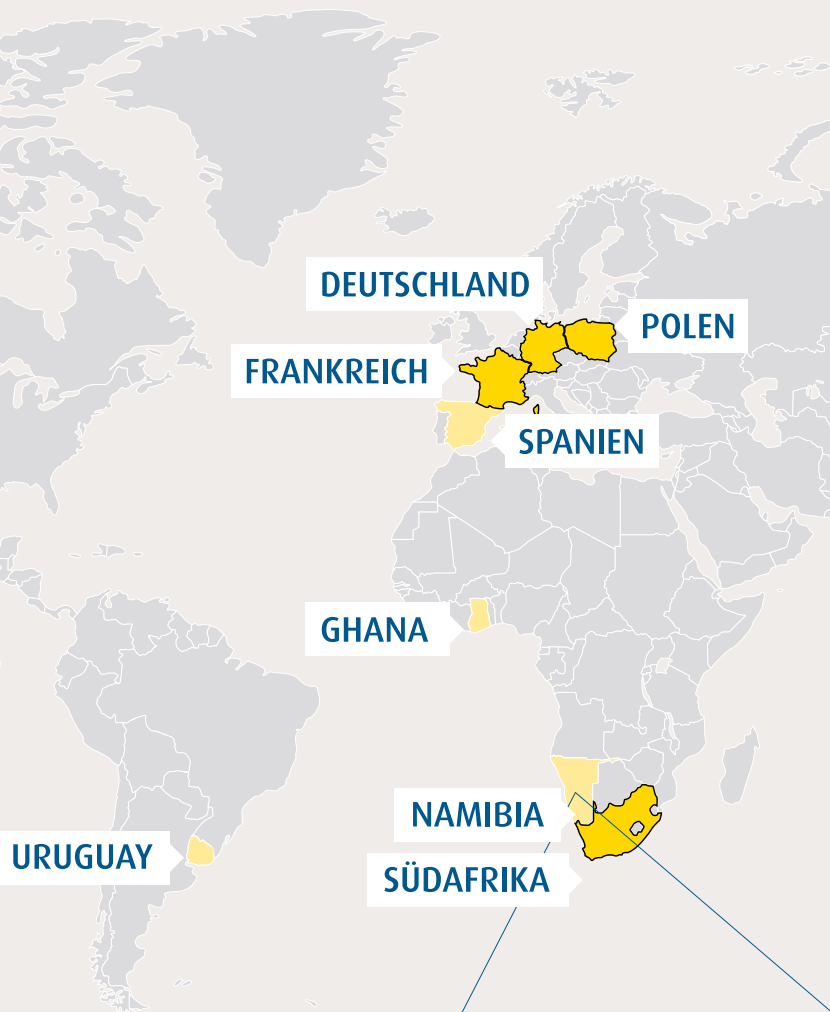 DEUTSCHLAND
POLEN
FRANKREICH
SPANIEN
GHANA
NAMIBIA
URUGUAY
SÜDAFRIKA